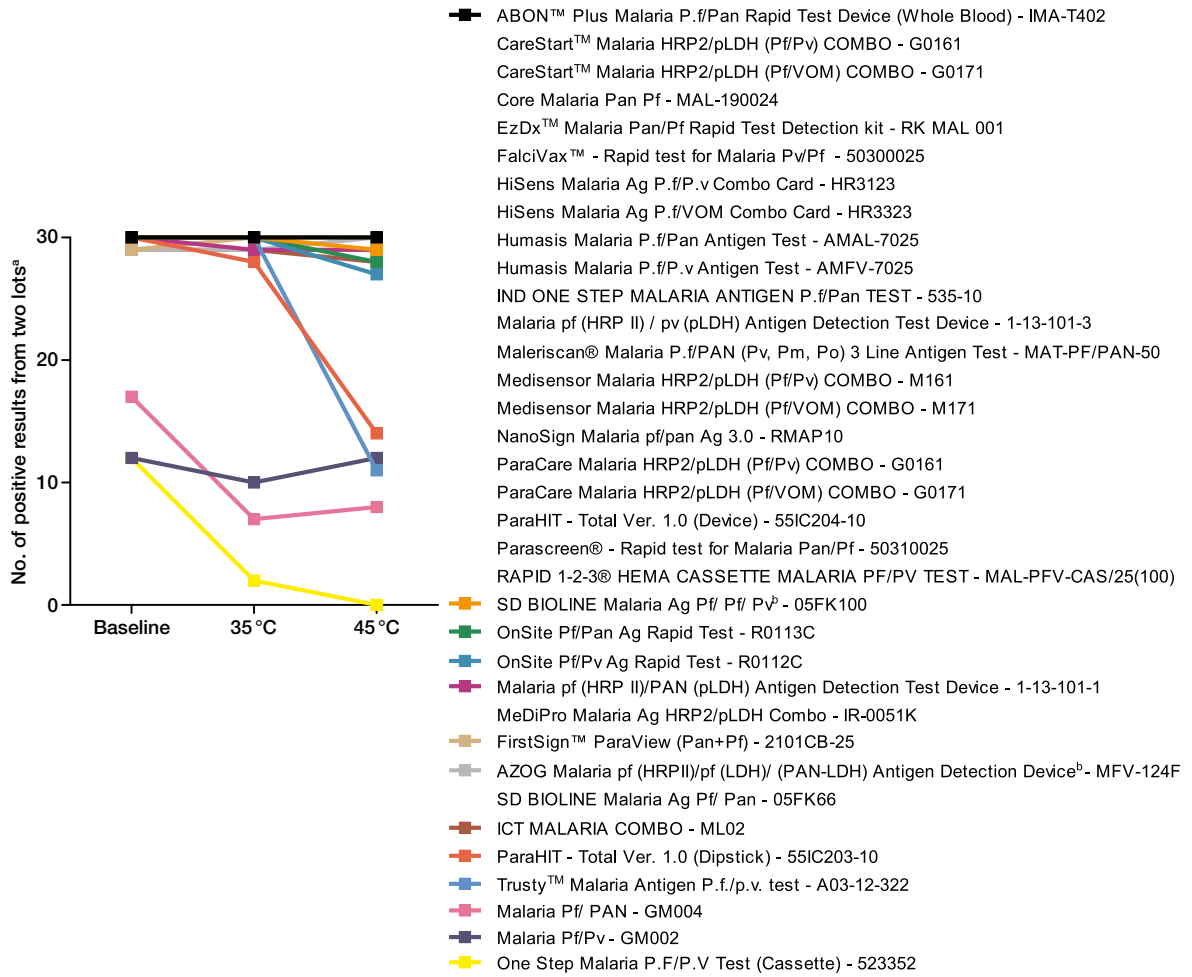 ABON™ Plus Malaria P.f/Pan Rapid Test Device (Whole Blood) - IMA-T402
CareStart™ Malaria HRP2/pLDH (Pf/Pv) COMBO - G0161
CareStart™ Malaria HRP2/pLDH (Pf/VOM) COMBO - G0171
Core Malaria Pan Pf - MAL-190024
EzDx™ Malaria Pan/Pf Rapid Test Detection kit - RK MAL 001
FalciVax™ - Rapid test for Malaria Pv/Pf - 50300025
HiSens Malaria Ag P.f/P.v Combo Card - HR3123
HiSens Malaria Ag P.f/VOM Combo Card - HR3323
Humasis Malaria P.f/Pan Antigen Test - AMAL-7025
Humasis Malaria P.f/P.v Antigen Test - AMFV-7025
IND ONE STEP MALARIA ANTIGEN P.f/Pan TEST - 535-10
Malaria pf (HRP II) / pv (pLDH) Antigen Detection Test Device - 1-13-101-3
Maleriscan® Malaria P.f/PAN (Pv, Pm, Po) 3 Line Antigen Test - MAT-PF/PAN-50
Medisensor Malaria HRP2/pLDH (Pf/Pv) COMBO - M161
Medisensor Malaria HRP2/pLDH (Pf/VOM) COMBO - M171
NanoSign Malaria pf/pan Ag 3.0 - RMAP10
ParaCare Malaria HRP2/pLDH (Pf/Pv) COMBO - G0161
ParaCare Malaria HRP2/pLDH (Pf/VOM) COMBO - G0171
ParaHIT - Total Ver. 1.0 (Device) - 55IC204-10
Parascreen® - Rapid test for Malaria Pan/Pf - 50310025
RAPID 1-2-3® HEMA CASSETTE MALARIA PF/PV TEST - MAL-PFV-CAS/25(100)
SD BIOLINE Malaria Ag Pf/ Pf/ Pvᵇ - 05FK100
OnSite Pf/Pan Ag Rapid Test - R0113C
OnSite Pf/Pv Ag Rapid Test - R0112C
Malaria pf (HRP II)/PAN (pLDH) Antigen Detection Test Device - 1-13-101-1
MeDiPro Malaria Ag HRP2/pLDH Combo - IR-0051K
FirstSign™ ParaView (Pan+Pf) - 2101CB-25
AZOG Malaria pf (HRPII)/pf (LDH)/ (PAN-LDH) Antigen Detection Deviceᵇ - MFV-124F
SD BIOLINE Malaria Ag Pf/ Pan - 05FK66
ICT MALARIA COMBO - ML02
ParaHIT - Total Ver. 1.0 (Dipstick) - 55IC203-10
Trusty™ Malaria Antigen P.f./p.v. test - A03-12-322
Malaria Pf/ PAN - GM004
Malaria Pf/Pv - GM002
One Step Malaria P.F/P.V Test (Cassette) - 523352
No. of positive results from two lotsᵃ
30
20
10
0
Baseline 35 °C 45 °C